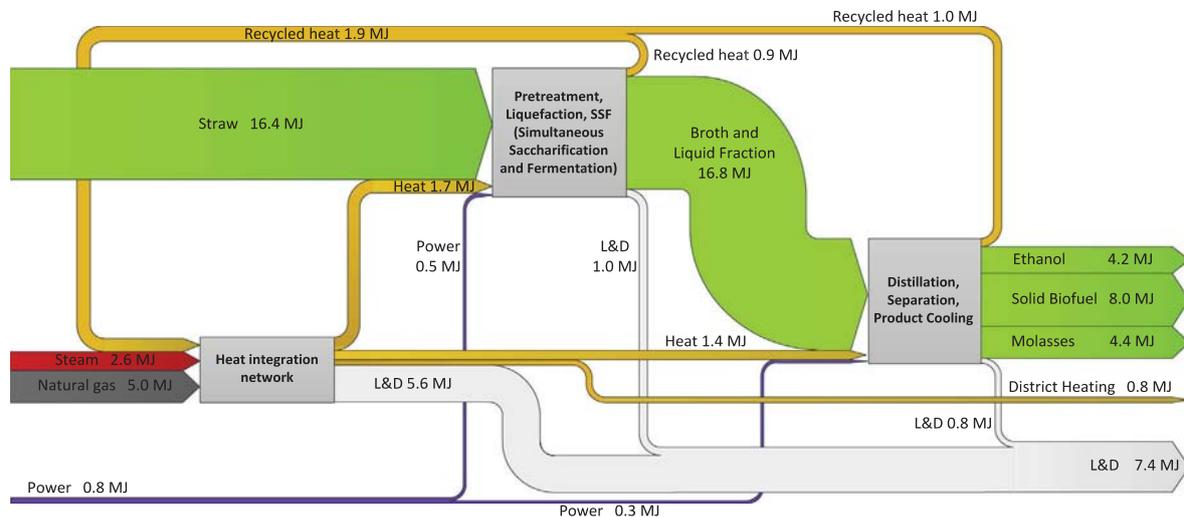 Recycled heat 1.0 MJ
Recycled heat 1.9 MJ
Recycled heat 0.9 MJ
Straw 16.4 MJ
Pretreatment,
Liquefaction, SSF
(Simultaneous
Saccharification
and Fermentation)
Broth and
Liquid Fraction
16.8 MJ
Heat 1.7 MJ
Power
0.5 MJ
L&D
1.0 MJ
Distillation,
Separation,
Product Cooling
Ethanol 4.2 MJ
Solid Biofuel 8.0 MJ
Molasses 4.4 MJ
Heat 1.4 MJ
Steam 2.6 MJ
Natural gas 5.0 MJ
Heat integration
network
L&D 5.6 MJ
District Heating 0.8 MJ
L&D 0.8 MJ
L&D 7.4 MJ
Power 0.8 MJ
Power 0.3 MJ